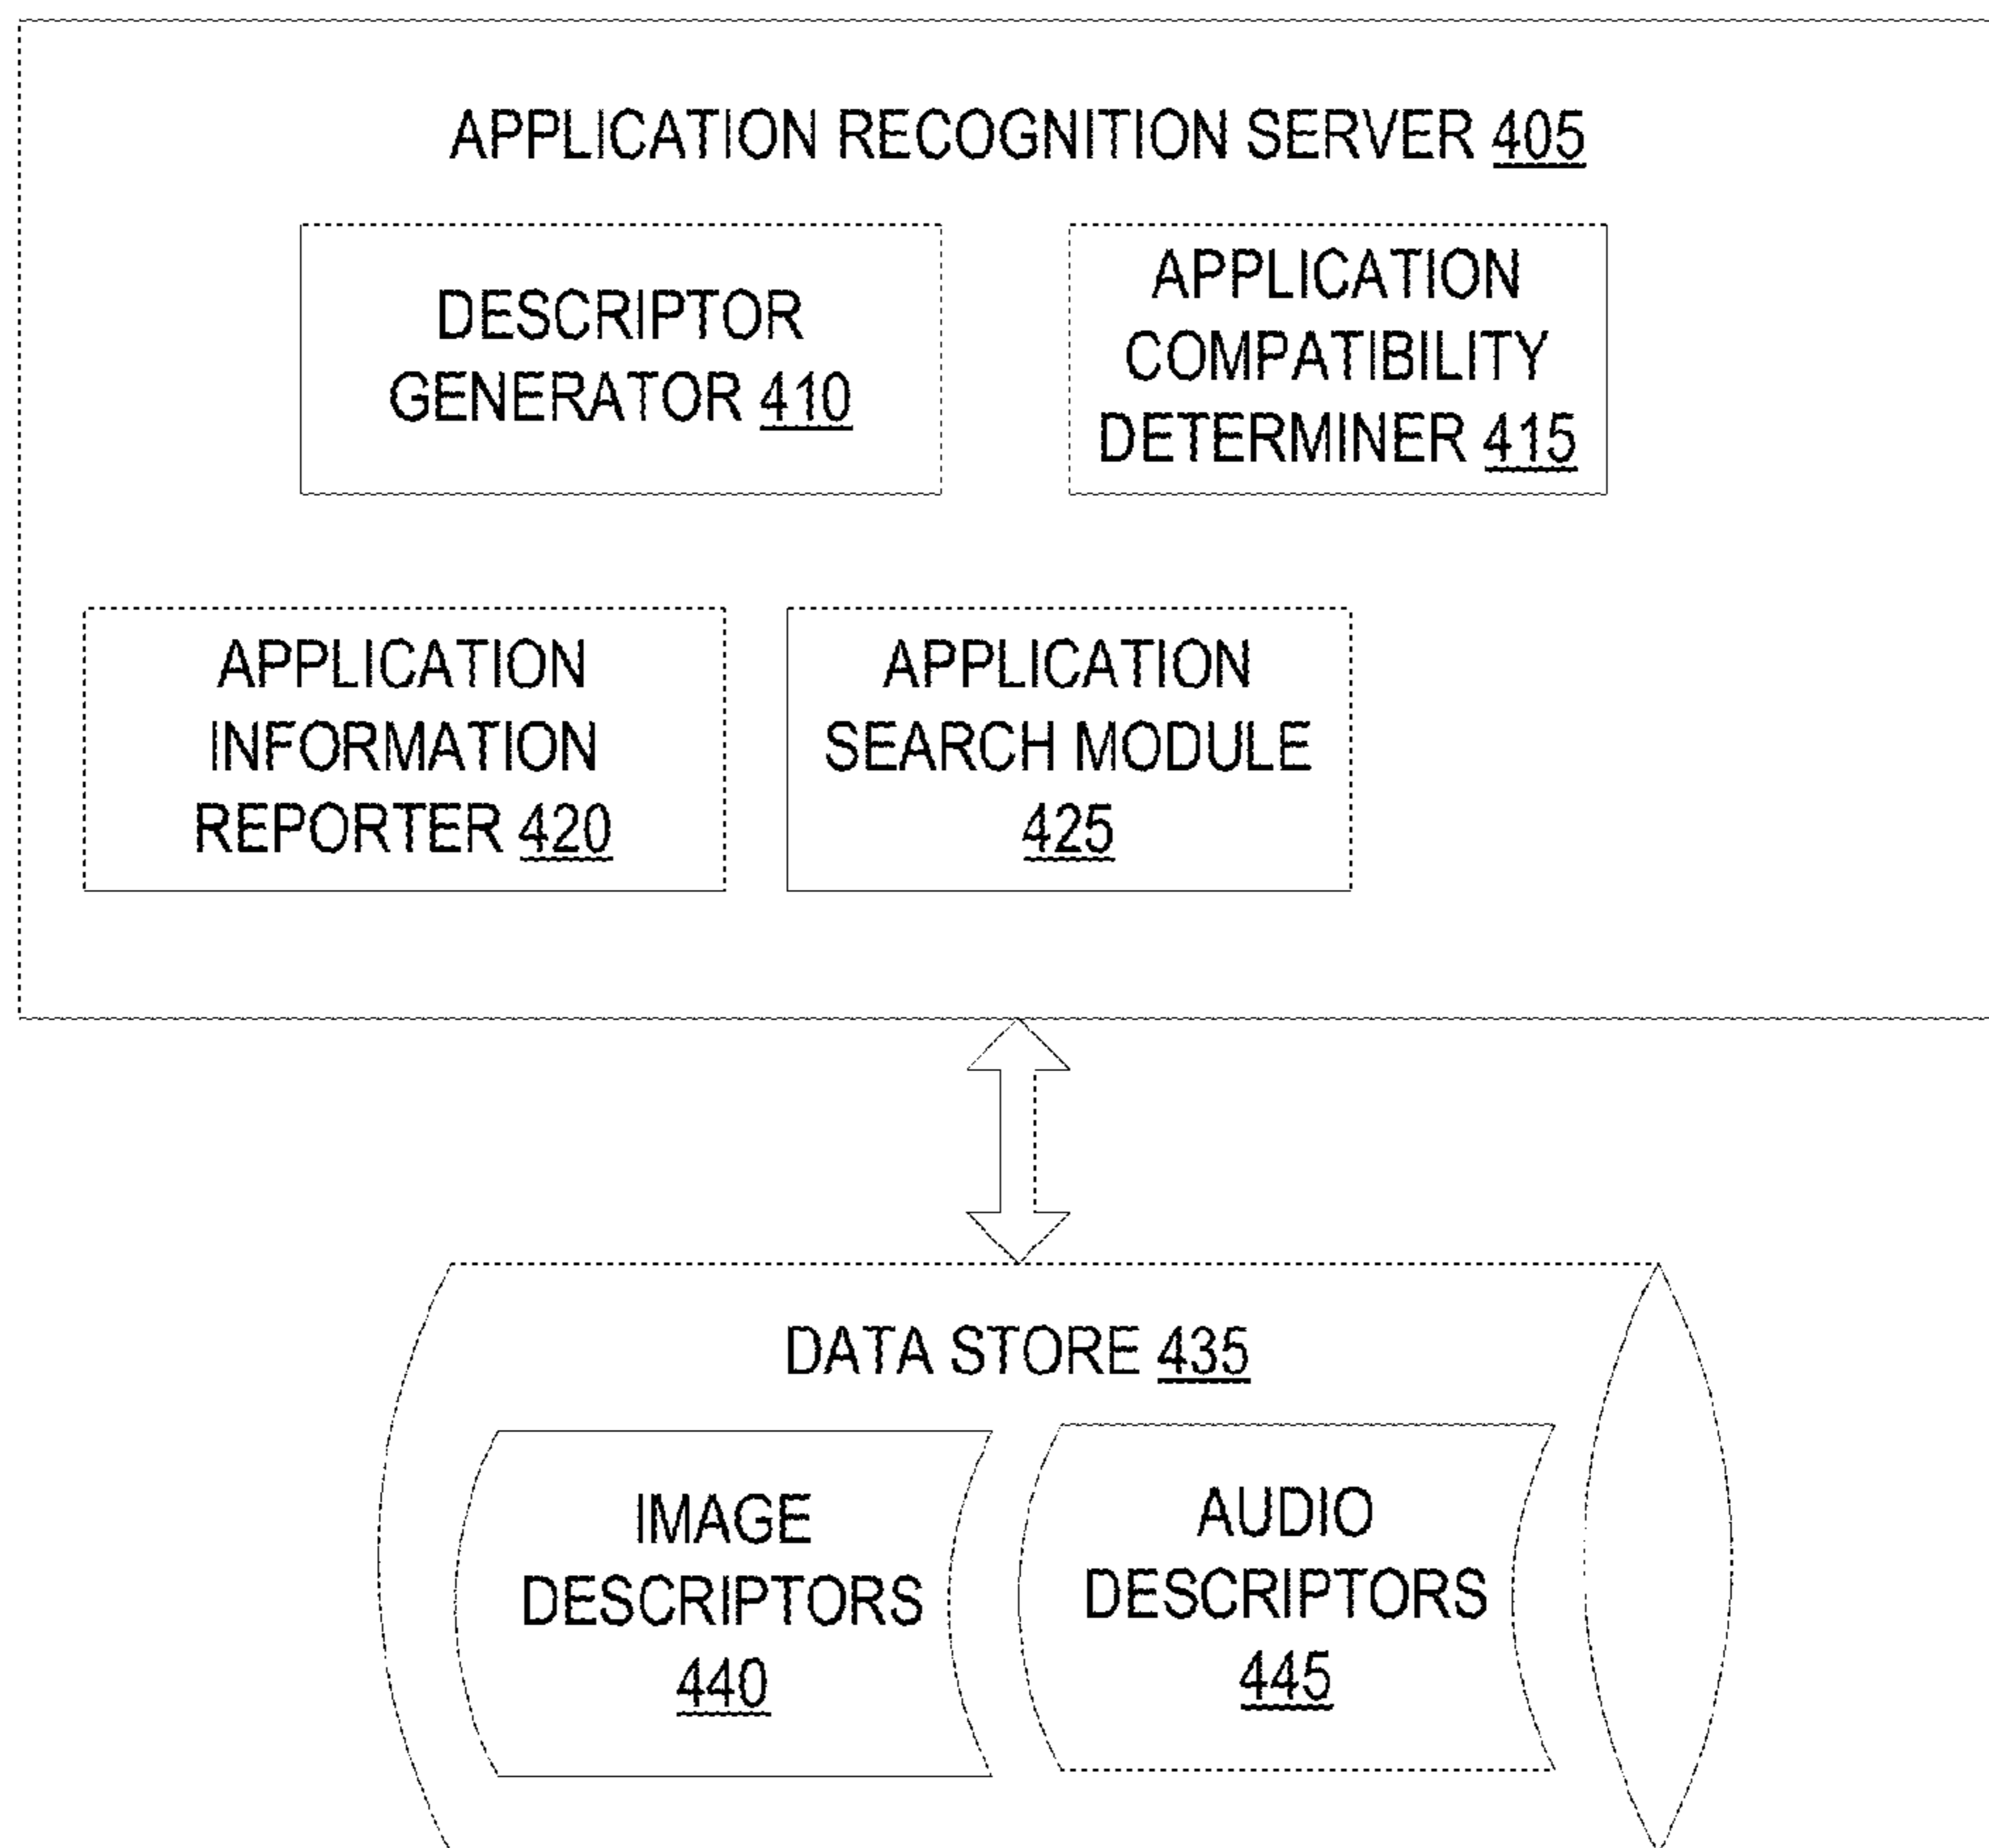 APPLICATION RECOGNITION SERVER 405
DESCRIPTOR
GENERATOR 410
APPLICATION
COMPATIBILITY
DETERMINER 415
APPLICATION
INFORMATION
REPORTER 420
APPLICATION
SEARCH MODULE
425
DATA STORE 435
IMAGE
DESCRIPTORS
440
AUDIO
DESCRIPTORS
445